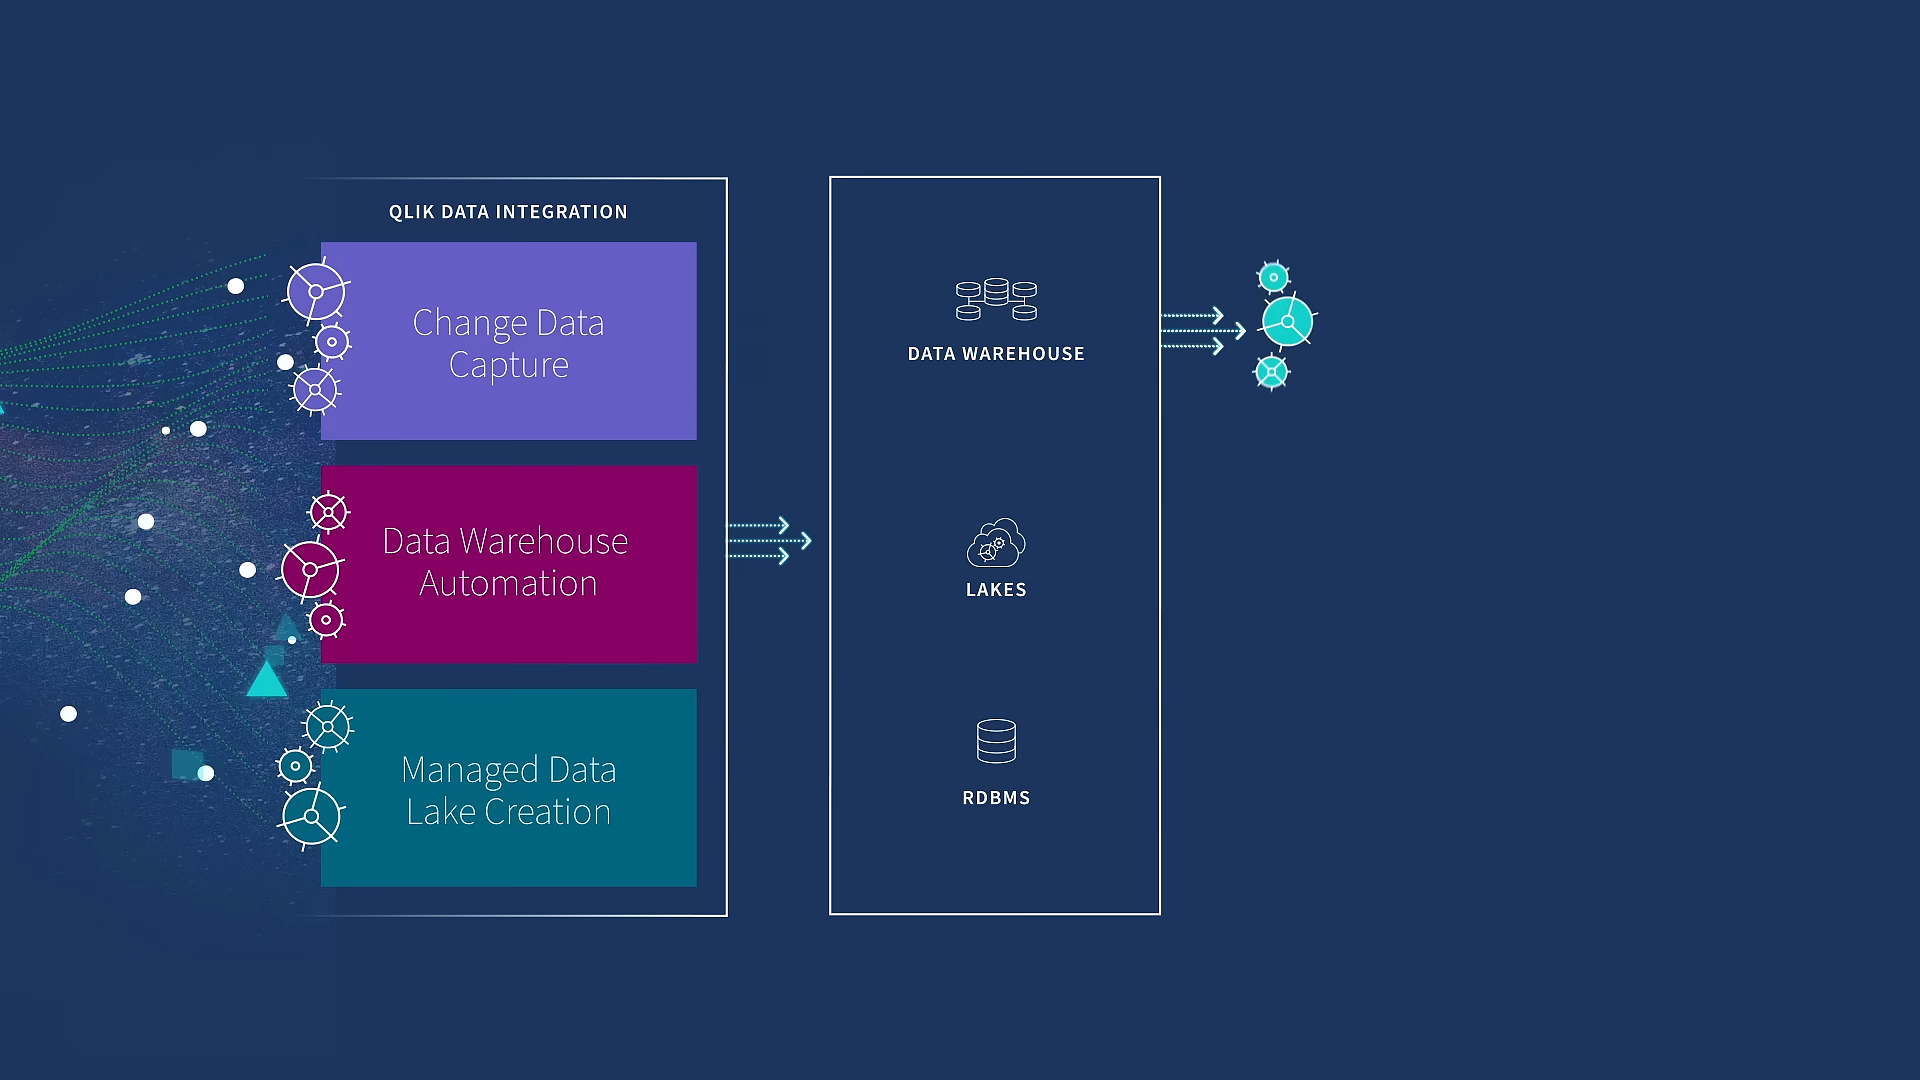 QLIK DATA INTEGRATION
Change Data
Capture
Data Warehouse
Automation
Managed Data
Lake Creation
DATA WAREHOUSE
LAKES
RDBMS